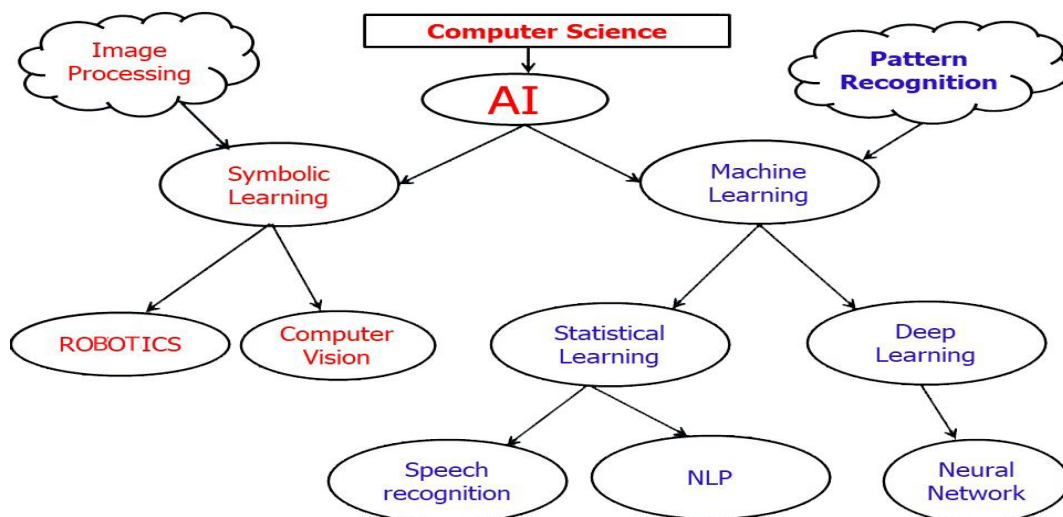 Computer Science
Image
Processing
AI
Pattern
Recognition
Symbolic
Learning
Machine
Learning
ROBOTICS
Computer
Vision
Statistical
Learning
Deep
Learning
Speech
recognition
NLP
Neural
Network